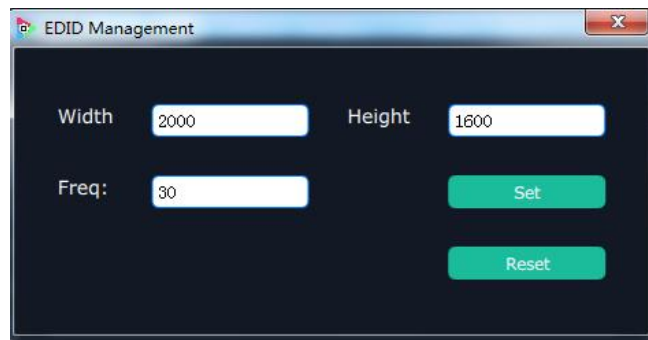 EDID Management
Width 2000 Height 1600
Freq: 30 Set
Reset